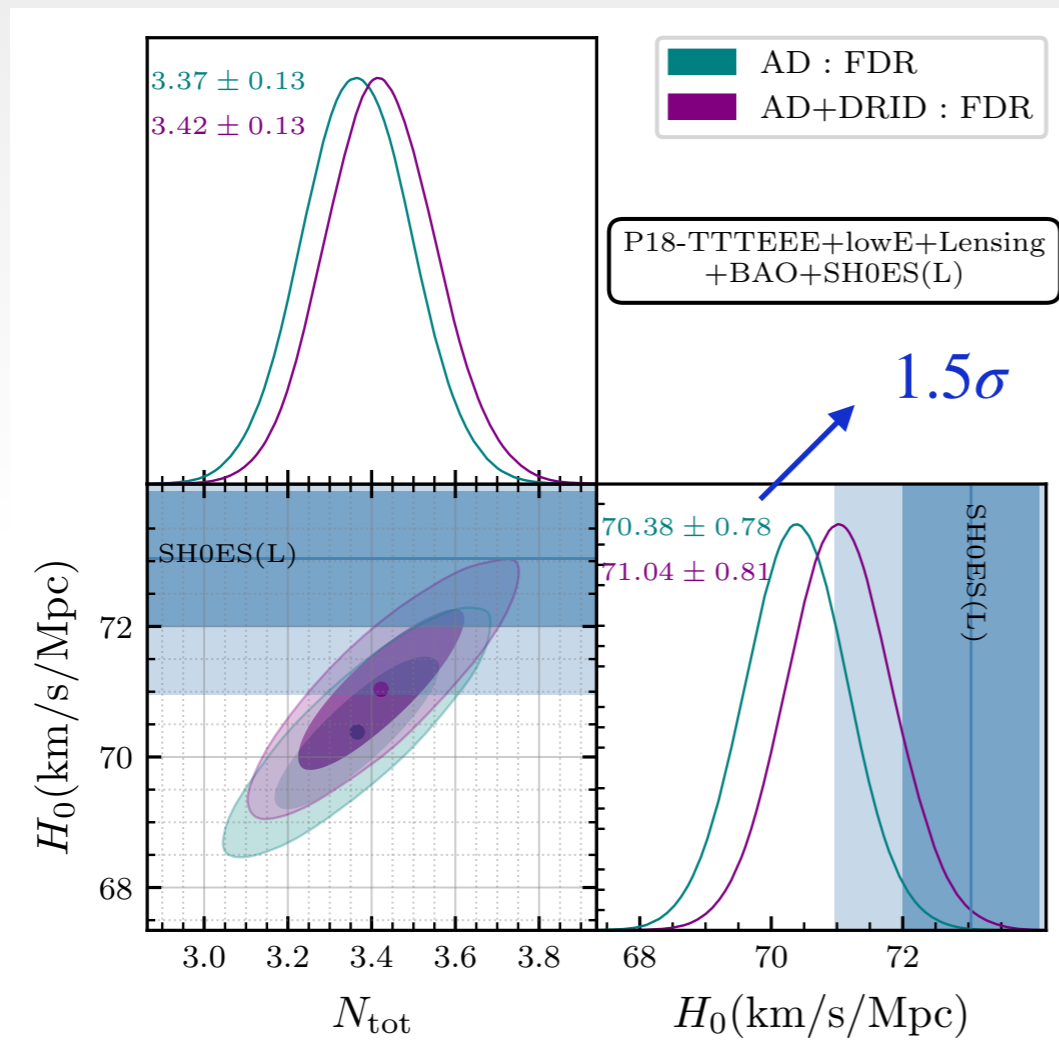 3.37 ± 0.13
3.42 ± 0.13
AD : FDR
AD+DRID : FDR
P18-TTTEEE+lowE+Lensing
+BAO+SH0ES(L)
1.5σ
SH0ES(L)
72
70
68
H₀(km/s/Mpc)
3.0 3.2 3.4 3.6 3.8
N_tot
70.38 ± 0.78
71.04 ± 0.81
SH0ES(L)
68 70 72
H₀(km/s/Mpc)